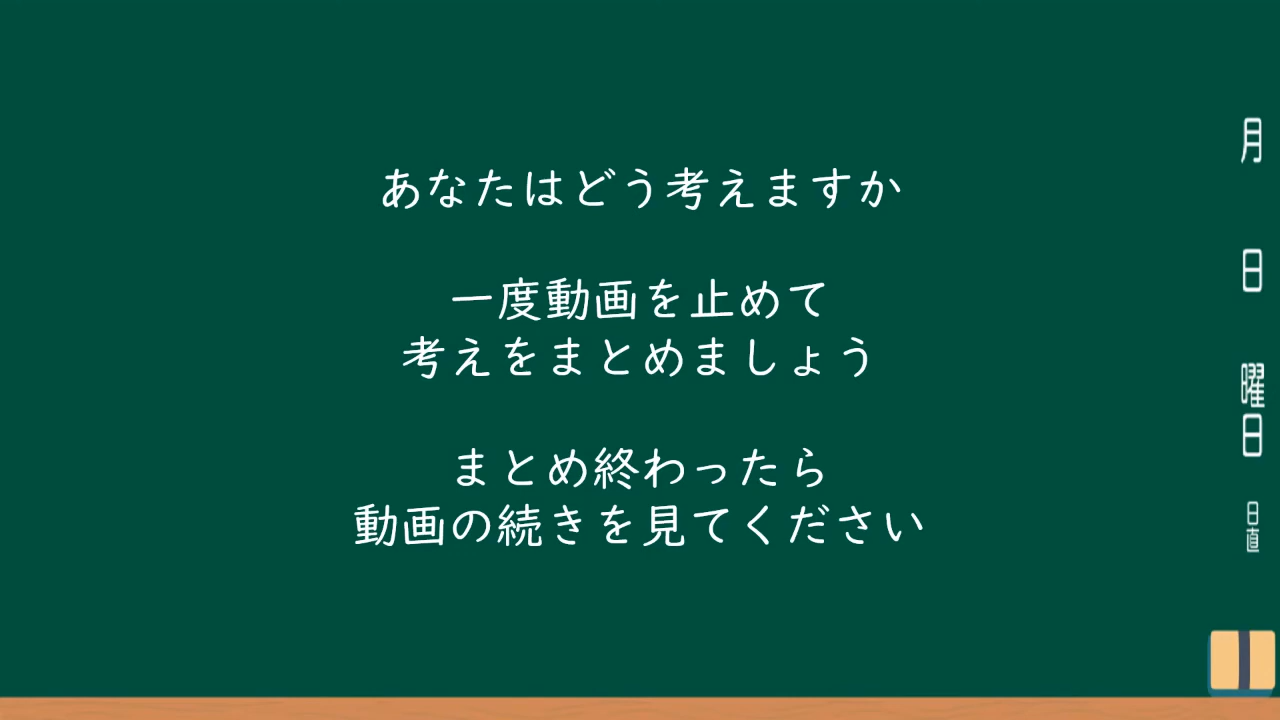 あなたはどう考えますか
一度動画を止めて
考えをまとめましょう
まとめ終わったら
動画の続きを見てください
月
日
曜日
日直